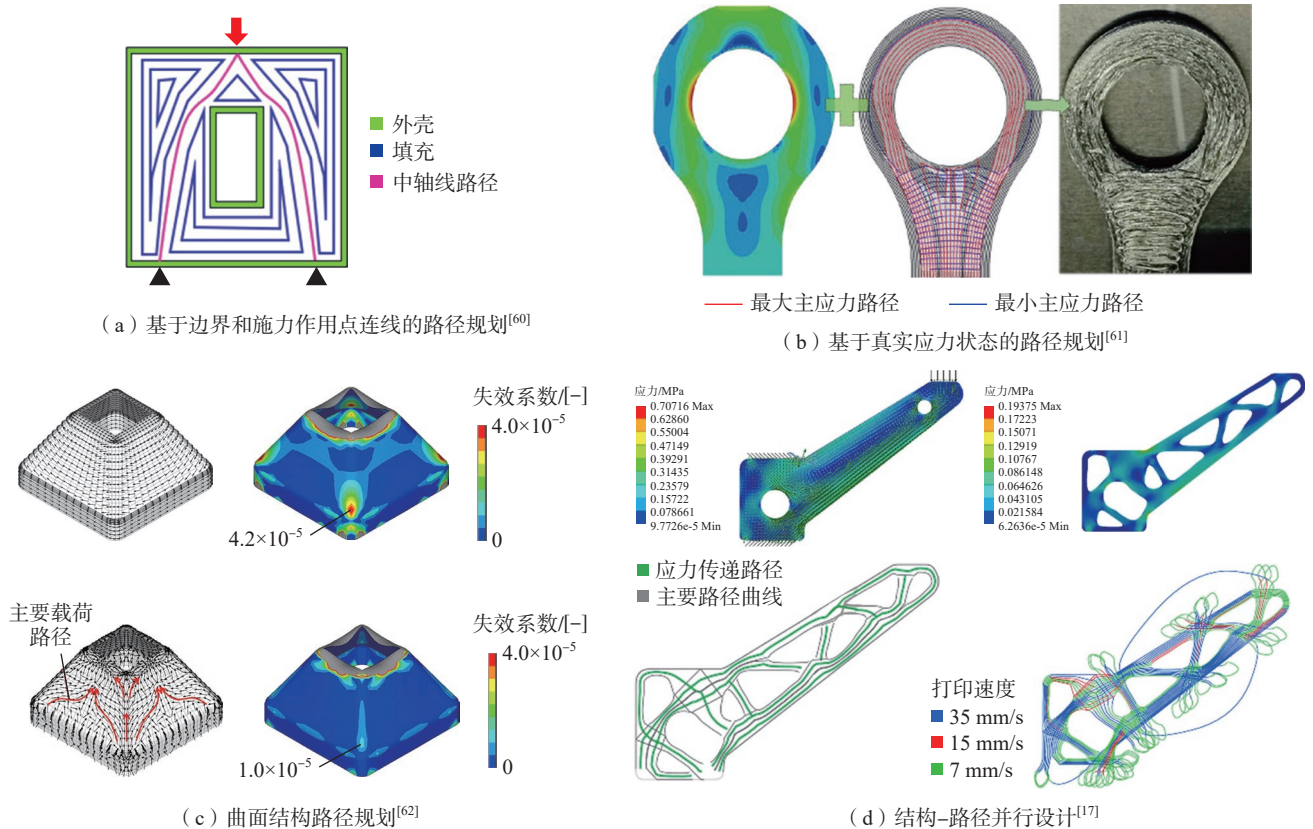 外壳
填充
中轴线路径
（a）基于边界和施力作用点连线的路径规划[60]
最大主应力路径
最小主应力路径
（b）基于真实应力状态的路径规划[61]
失效系数/[−]
4.0×10⁻⁵
0
4.2×10⁻⁵
主要载荷
路径
失效系数/[−]
4.0×10⁻⁵
0
1.0×10⁻⁵
（c）曲面结构路径规划[62]
应力/MPa
0.70716 Max
0.62860
0.55004
0.47149
0.39291
0.31435
0.23579
0.15722
0.078661
9.7726e-5 Min
应力/MPa
0.19375 Max
0.17223
0.15071
0.12919
0.10767
0.086148
0.064626
0.043105
0.021584
6.2636e-5 Min
应力传递路径
主要路径曲线
打印速度
35 mm/s
15 mm/s
7 mm/s
（d）结构–路径并行设计[17]